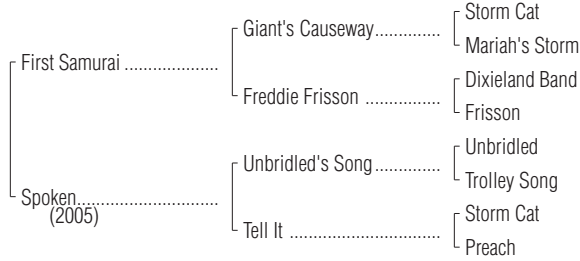 Storm Cat
Giant's Causeway..............
Mariah's Storm
First Samurai ....................
Dixieland Band
Freddie Frisson ................
Frisson
Unbridled
Unbridled's Song..............
Trolley Song
Spoken..............................
(2005)
Storm Cat
Tell It ................................
Preach